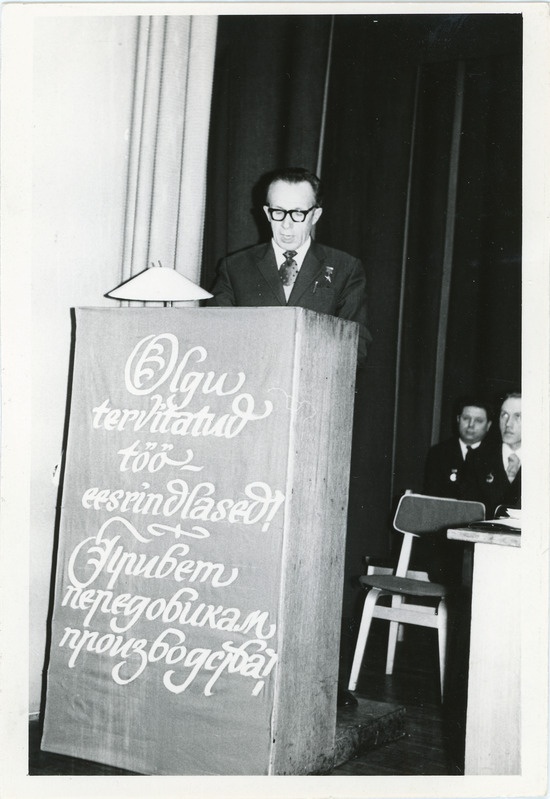 Olgu
tervitatud
töö-
eesrindlased!
Привет
передовикам
производства!